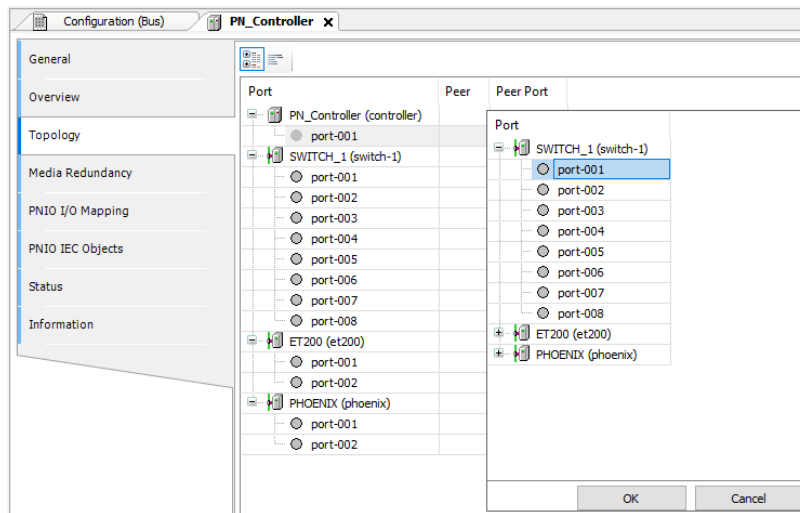 Configuration (Bus)
PN_Controller
General
Overview
Topology
Media Redundancy
PNIO I/O Mapping
PNIO IEC Objects
Status
Information
Port Peer Peer Port
PN_Controller (controller)
port-001
SWITCH_1 (switch-1)
port-001
port-002
port-003
port-004
port-005
port-006
port-007
port-008
ET200 (et200)
port-001
port-002
PHOENIX (phoenix)
port-001
port-002
Port
SWITCH_1 (switch-1)
port-001
port-002
port-003
port-004
port-005
port-006
port-007
port-008
ET200 (et200)
PHOENIX (phoenix)
OK
Cancel